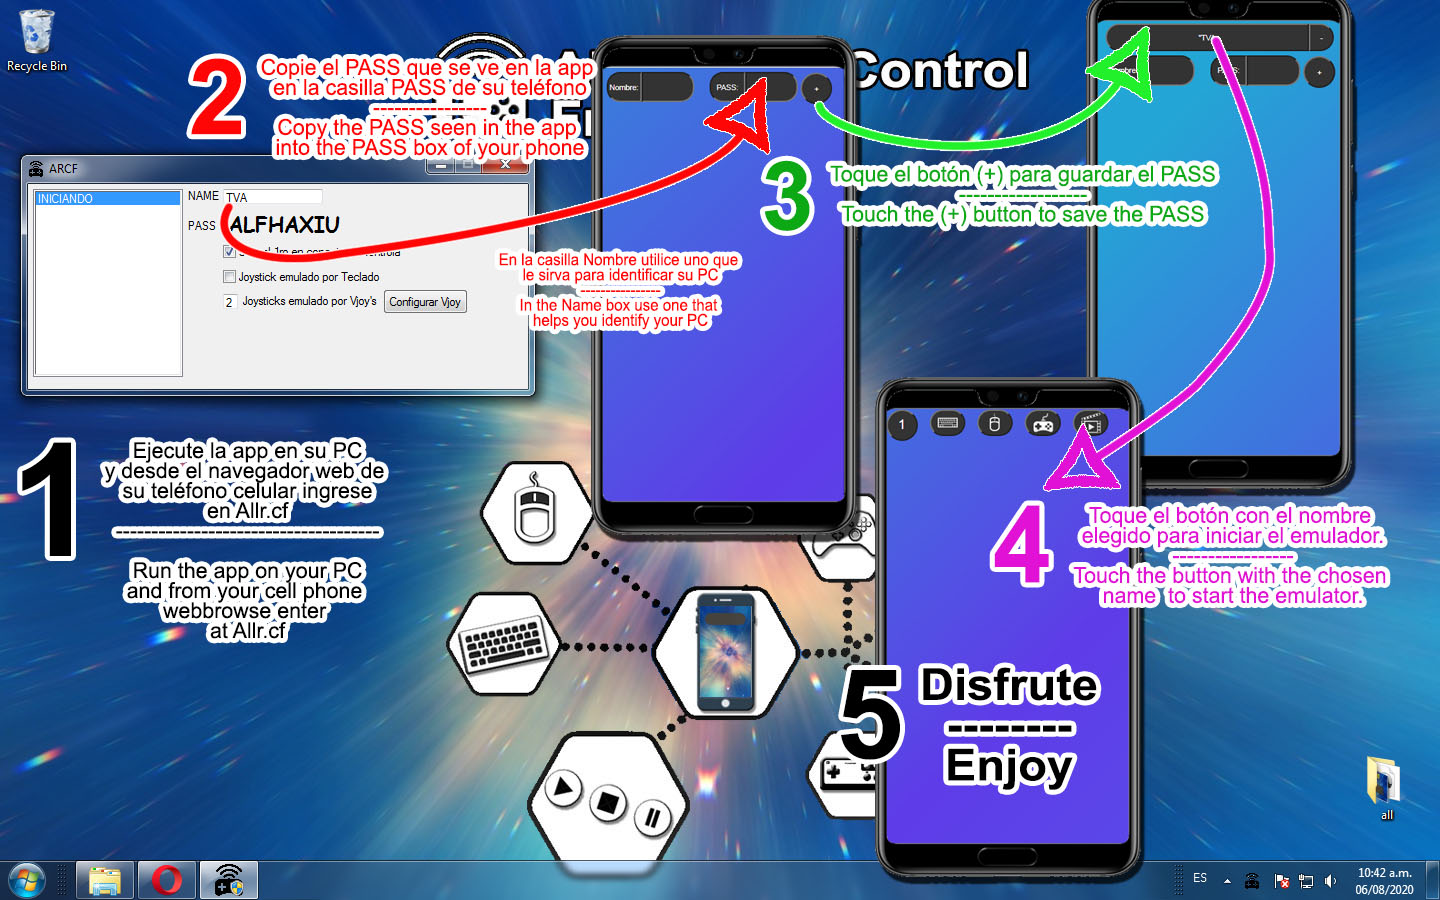 Recycle Bin
Control
2
Copie el PASS que se ve en la app
en la casilla PASS de su teléfono
-----------------
Copy the PASS seen in the app
into the PASS box of your phone
ARCF
INICIANDO
NAME TVA
PASS ALFHAXIU
Joystick emulado por Teclado
2 Joysticks emulado por Vjoy's Configurar Vjoy
Nombre: PASS: +
"TVA -
PASS: +
3
Toque el botón (+) para guardar el PASS
-------------------
Touch the (+) button to save the PASS
En la casilla Nombre utilice uno que
le sirva para identificar su PC
----------------
In the Name box use one that
helps you identify your PC
1
Ejecute la app en su PC
y desde el navegador web de
su teléfono celular ingrese
en Allr.cf
-------------------------------------
Run the app on your PC
and from your cell phone
webbrowse enter
at Allr.cf
1
4
Toque el botón con el nombre
elegido para iniciar el emulador.
-----------------
Touch the button with the chosen
name to start the emulator.
5
Disfrute
--------
Enjoy
all
ES
10:42 a.m.
06/08/2020